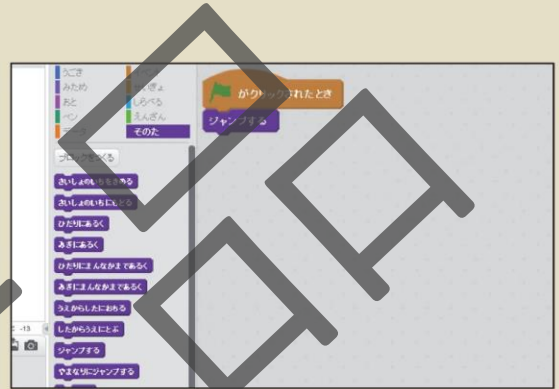 うごき
みため
おと
しらべる
ペン
えんざん
データ
そのた
ブロックをつくる
がクリックされたとき
ジャンプする
さいしょのいちをきめる
さいしょのいちにもどる
ひだりにあるく
みぎにあるく
ひだりにまんなかまであるく
みぎにまんなかまであるく
うえからしたにおちる
したからうえにとぶ
ジャンプする
やまなりにジャンプする
-13